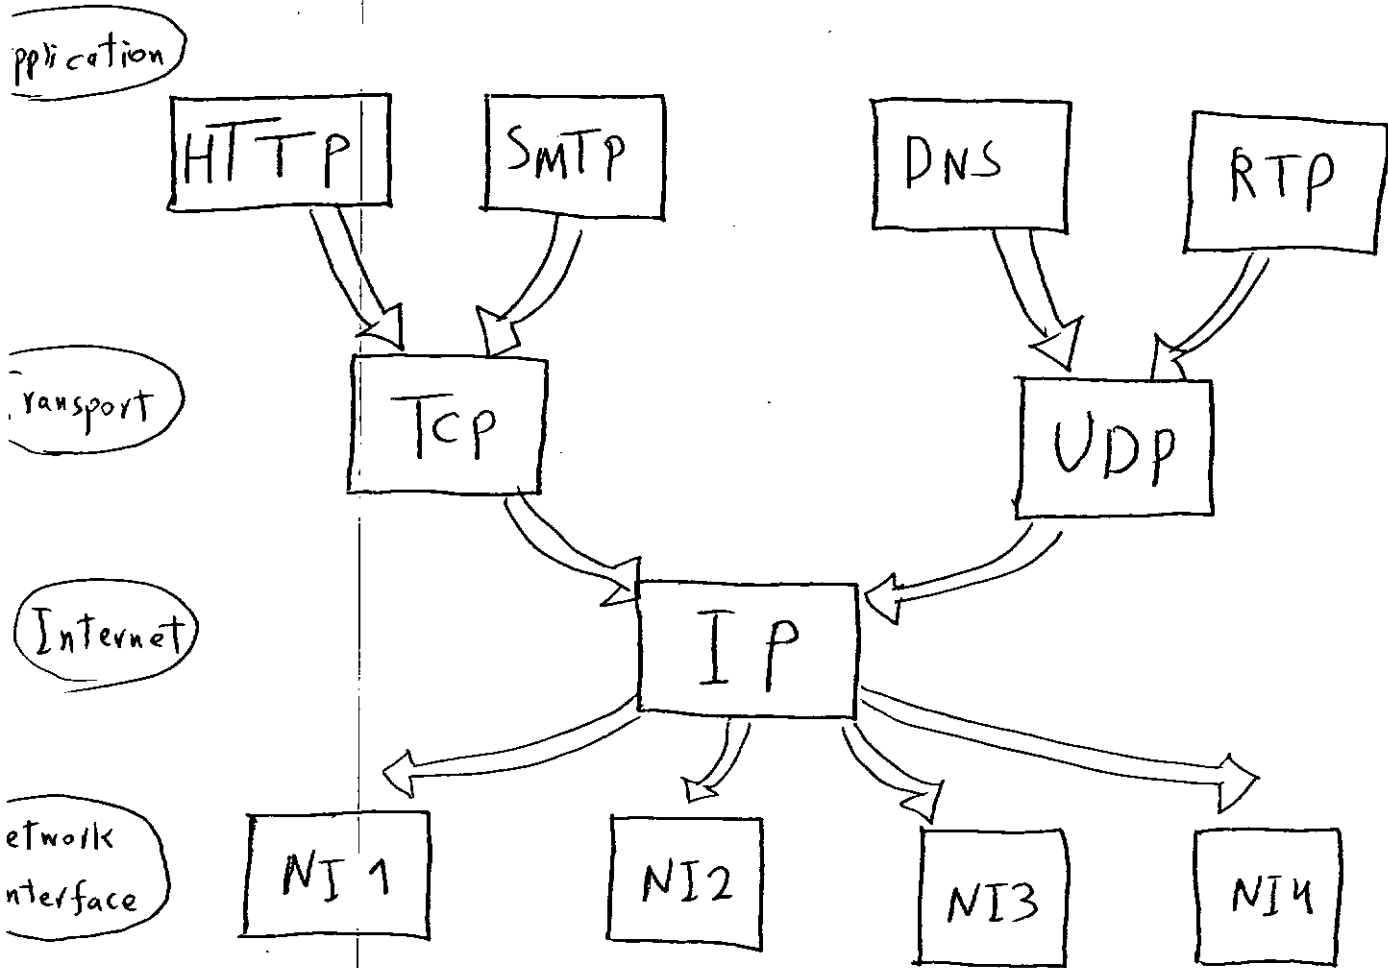 pplication
HTTP
SMTP
DNS
RTP
ransport
TCP
UDP
Internet
IP
etwork
nterface
NI 1
NI2
NI3
NI4